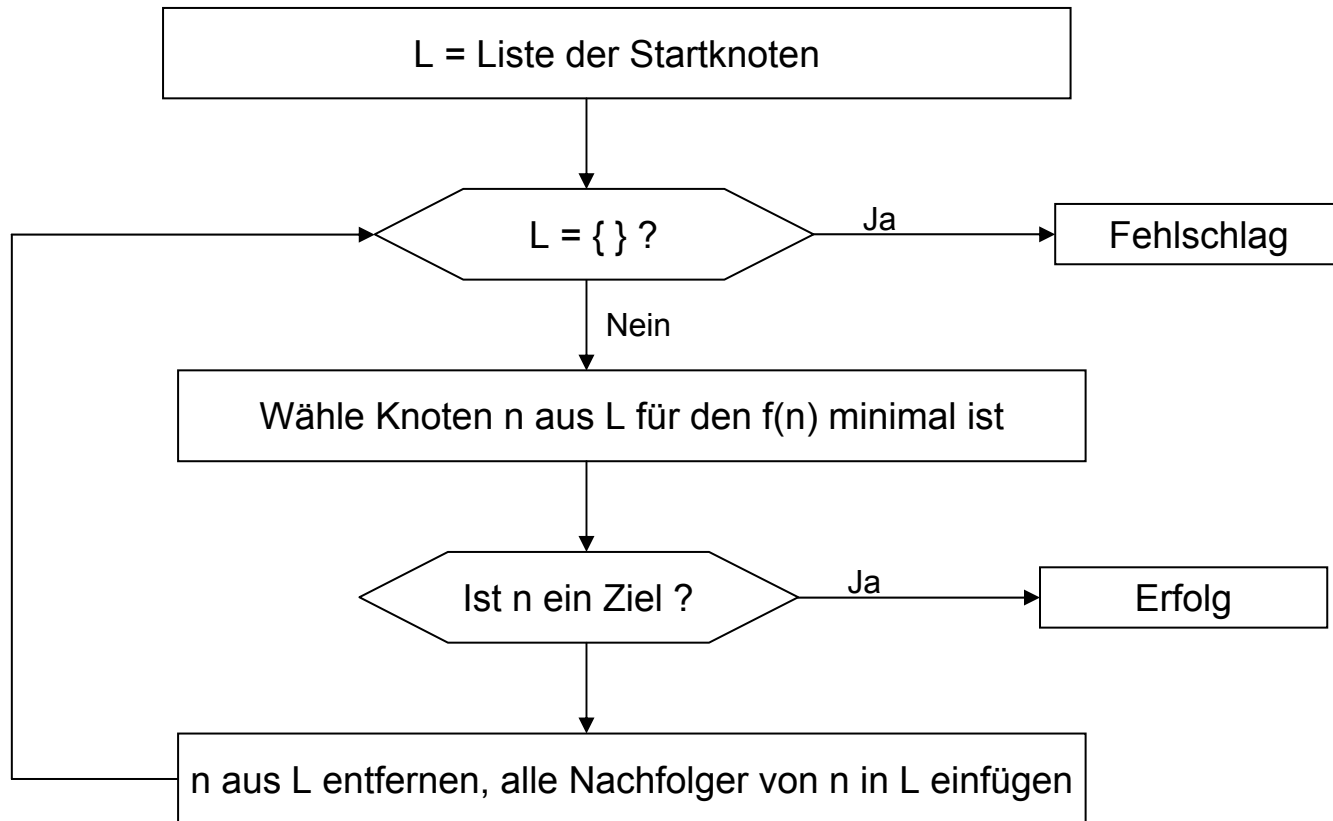 L = Liste der Startknoten
L = { } ?
Ja
Fehlschlag
Nein
Wähle Knoten n aus L für den f(n) minimal ist
Ist n ein Ziel ?
Ja
Erfolg
n aus L entfernen, alle Nachfolger von n in L einfügen